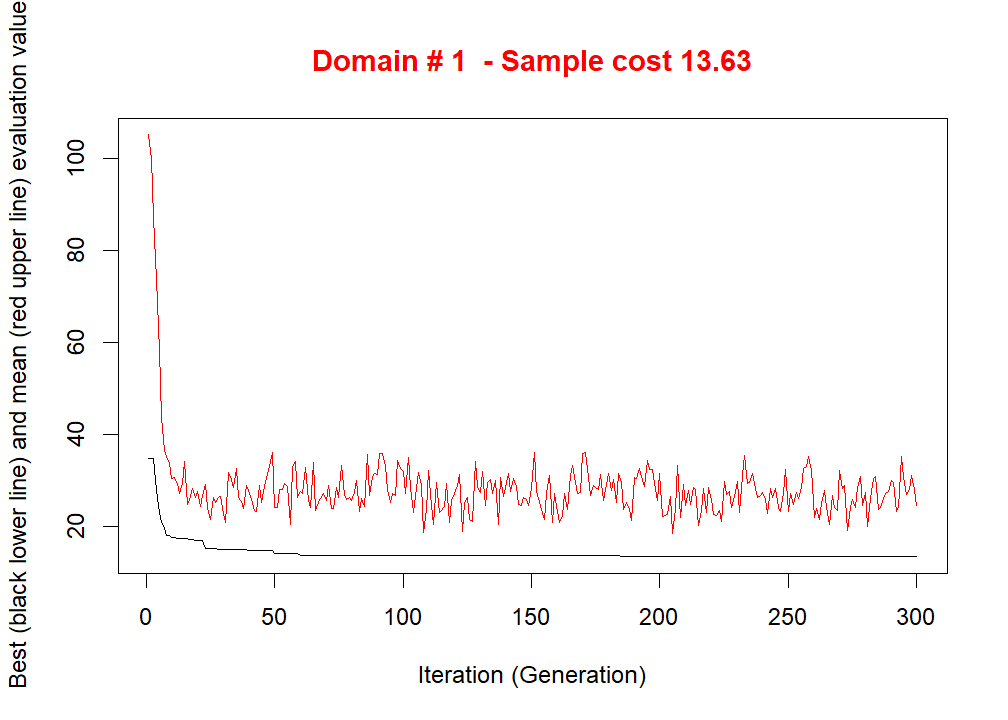 Domain # 1  - Sample cost 13.63
Best (black lower line) and mean (red upper line) evaluation value
100
80
60
40
20
0 50 100 150 200 250 300
Iteration (Generation)